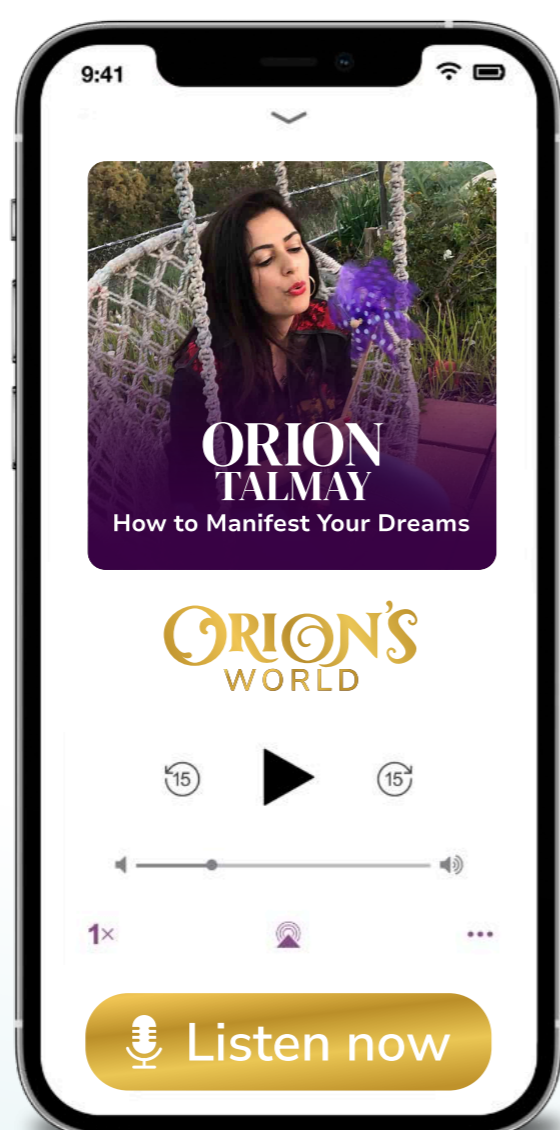 9:41
ORION
TALMAY
How to Manifest Your Dreams
ORION'S
WORLD
15
15
1×
Listen now